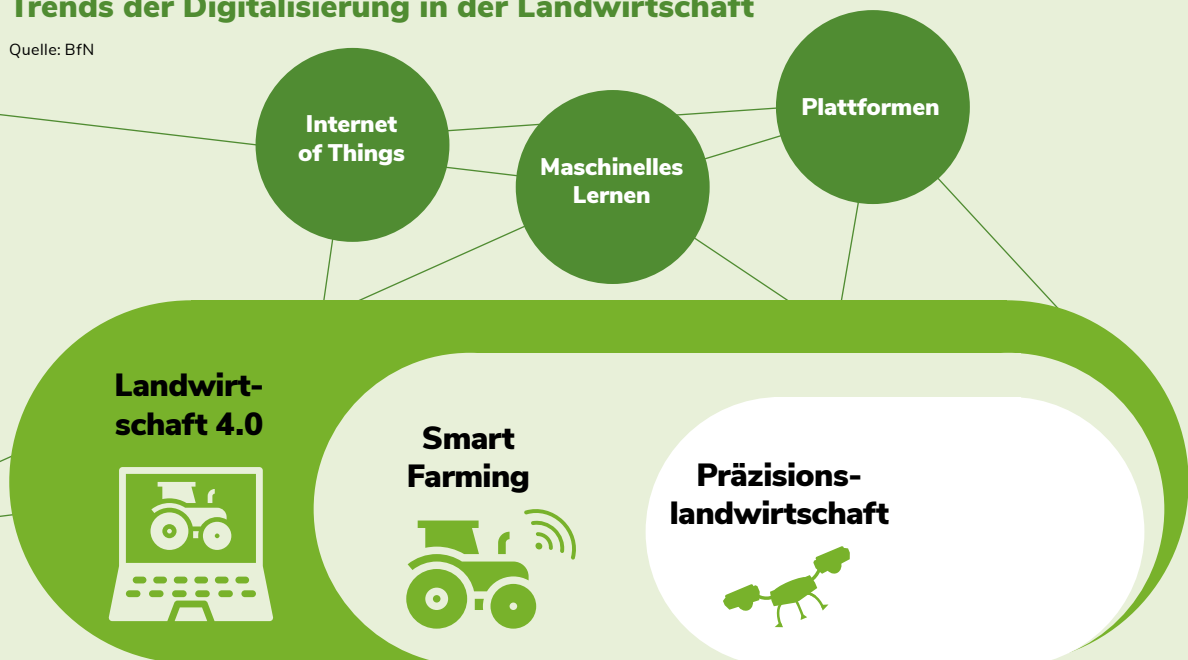 Trends der Digitalisierung in der Landwirtschaft
Quelle: BfN
Internet
of Things
Maschinelles
Lernen
Plattformen
Landwirt-
schaft 4.0
Smart
Farming
Präzisions-
landwirtschaft